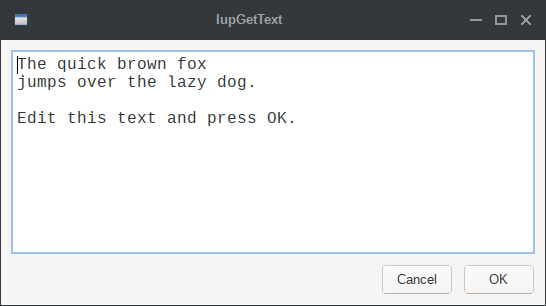 IupGetText
The quick brown fox
jumps over the lazy dog.
Edit this text and press OK.
Cancel OK